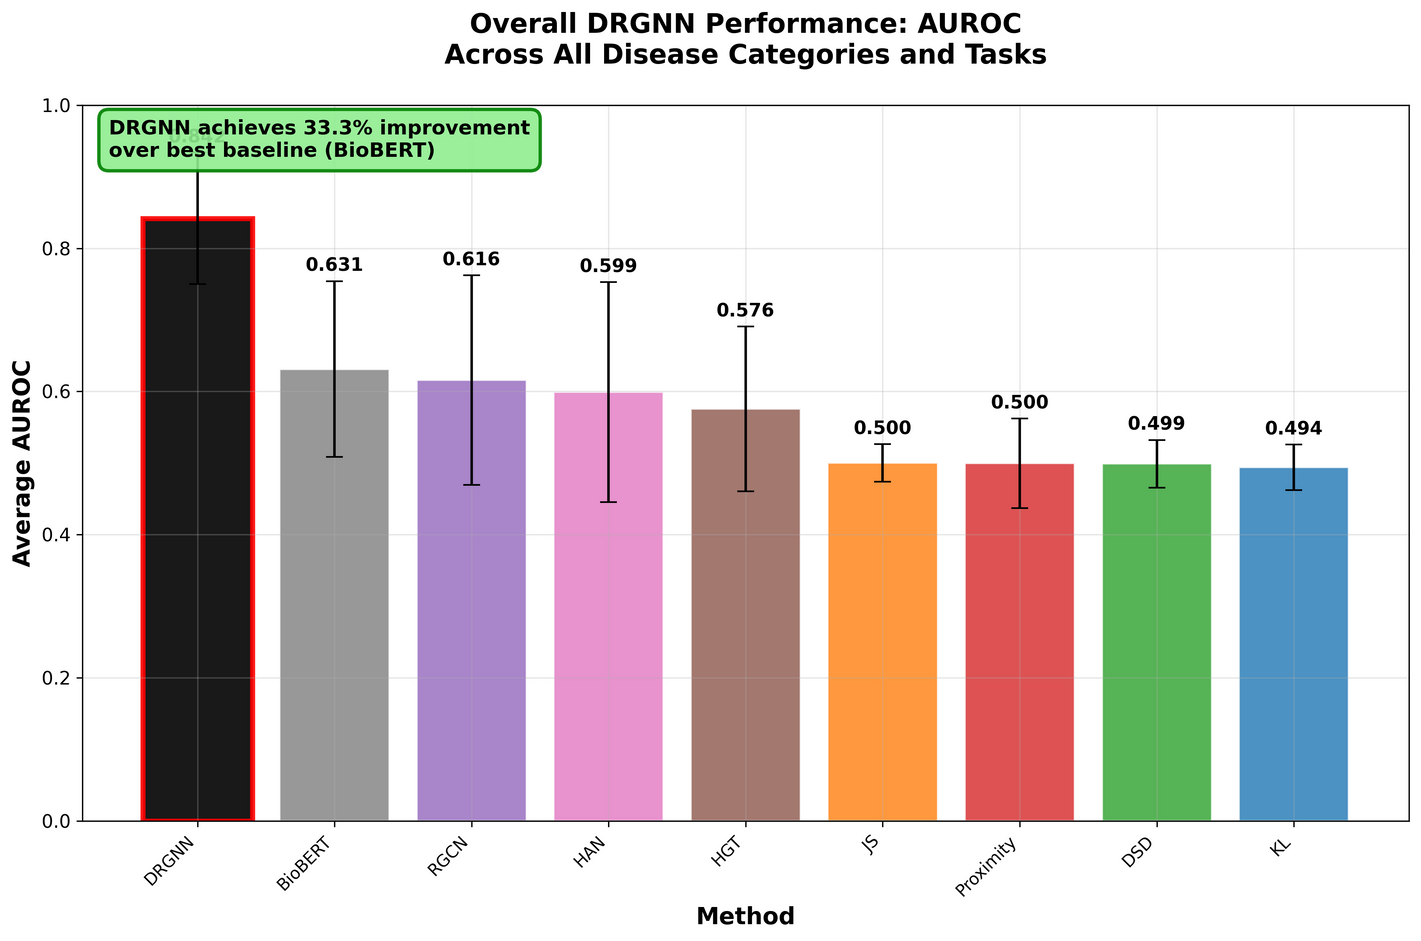 Overall DRGNN Performance: AUROC
Across All Disease Categories and Tasks
1.0
0.8
0.6
0.4
0.2
0.0
Average AUROC
DRGNN achieves 33.3% improvement
over best baseline (BioBERT)
0.842
0.631
0.616
0.599
0.576
0.500
0.500
0.499
0.494
DRGNN
BioBERT
RGCN
HAN
HGT
JS
Proximity
DSD
KL
Method